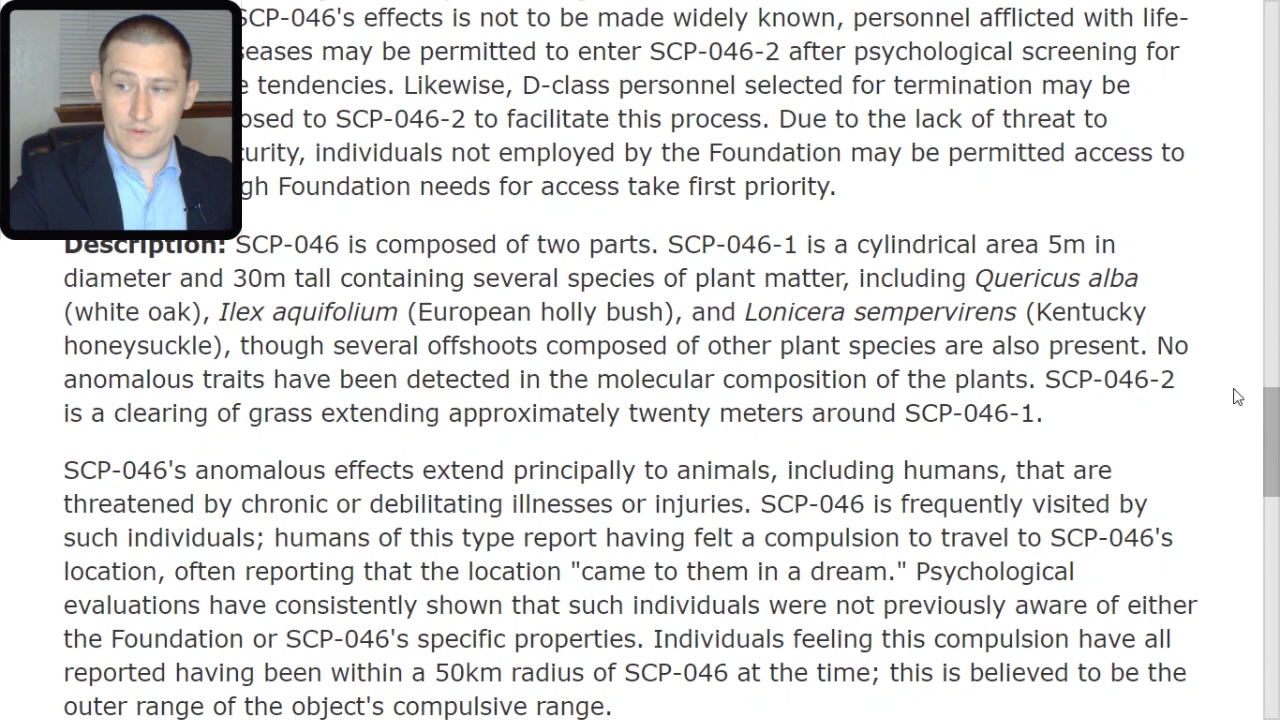 SCP-046's effects is not to be made widely known, personnel afflicted with life-
seases may be permitted to enter SCP-046-2 after psychological screening for
e tendencies. Likewise, D-class personnel selected for termination may be
osed to SCP-046-2 to facilitate this process. Due to the lack of threat to
curity, individuals not employed by the Foundation may be permitted access to
gh Foundation needs for access take first priority.
Description: SCP-046 is composed of two parts. SCP-046-1 is a cylindrical area 5m in
diameter and 30m tall containing several species of plant matter, including Quericus alba
(white oak), Ilex aquifolium (European holly bush), and Lonicera sempervirens (Kentucky
honeysuckle), though several offshoots composed of other plant species are also present. No
anomalous traits have been detected in the molecular composition of the plants. SCP-046-2
is a clearing of grass extending approximately twenty meters around SCP-046-1.
SCP-046's anomalous effects extend principally to animals, including humans, that are
threatened by chronic or debilitating illnesses or injuries. SCP-046 is frequently visited by
such individuals; humans of this type report having felt a compulsion to travel to SCP-046's
location, often reporting that the location "came to them in a dream." Psychological
evaluations have consistently shown that such individuals were not previously aware of either
the Foundation or SCP-046's specific properties. Individuals feeling this compulsion have all
reported having been within a 50km radius of SCP-046 at the time; this is believed to be the
outer range of the object's compulsive range.